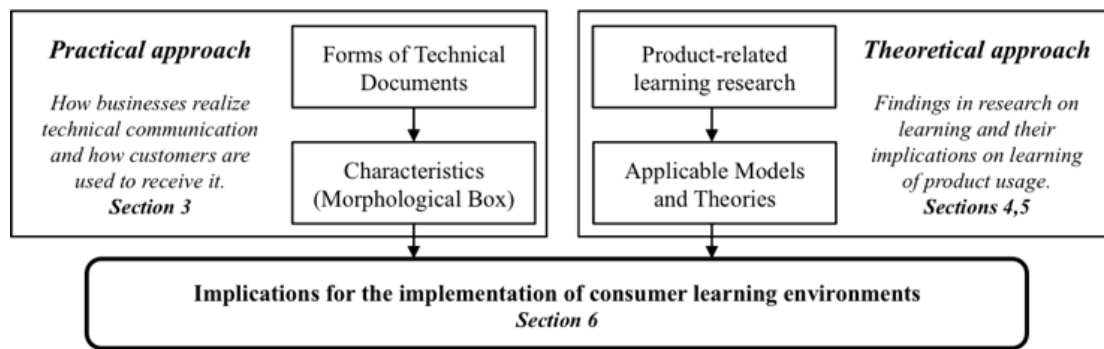 Practical approach
How businesses realize
technical communication
and how customers are
used to receive it.
Section 3
Forms of Technical
Documents
Characteristics
(Morphological Box)
Product-related
learning research
Applicable Models
and Theories
Theoretical approach
Findings in research on
learning and their
implications on learning
of product usage.
Sections 4,5
Implications for the implementation of consumer learning environments
Section 6